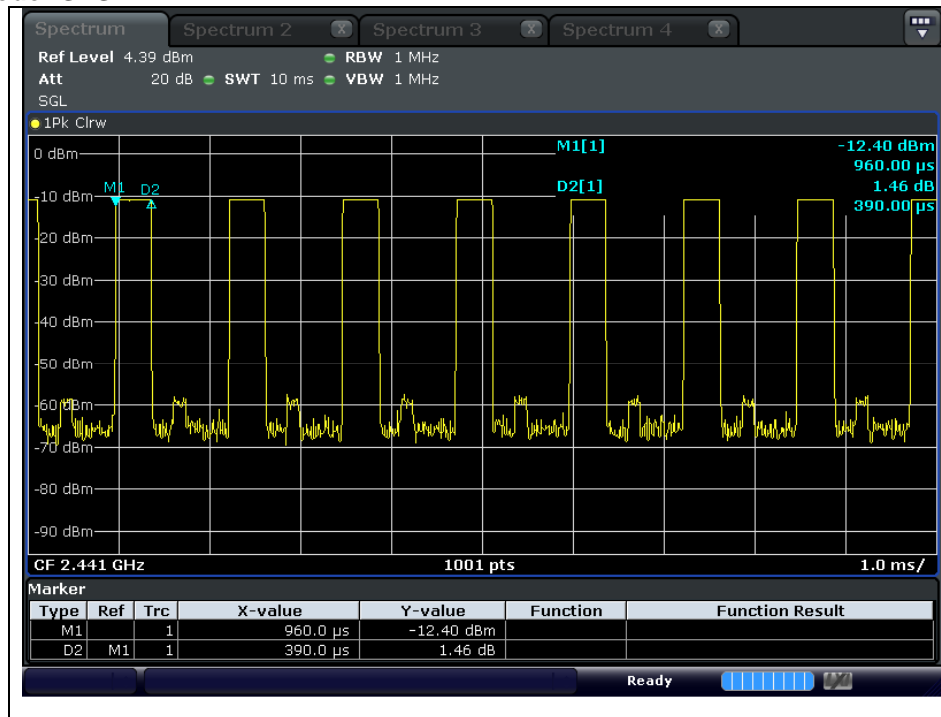 Spectrum Spectrum 2 X Spectrum 3 X Spectrum 4 X
Ref Level 4.39 dBm RBW 1 MHz
Att 20 dB SWT 10 ms VBW 1 MHz
SGL
1Pk Clrw
M1[1] -12.40 dBm
960.00 µs
D2[1] 1.46 dB
390.00 µs
M1 D2
0 dBm
-10 dBm
-20 dBm
-30 dBm
-40 dBm
-50 dBm
-60 dBm
-70 dBm
-80 dBm
-90 dBm
CF 2.441 GHz 1001 pts 1.0 ms/
Marker
Type Ref Trc X-value Y-value Function Function Result
M1 1 960.0 µs -12.40 dBm
D2 M1 1 390.0 µs 1.46 dB
Ready